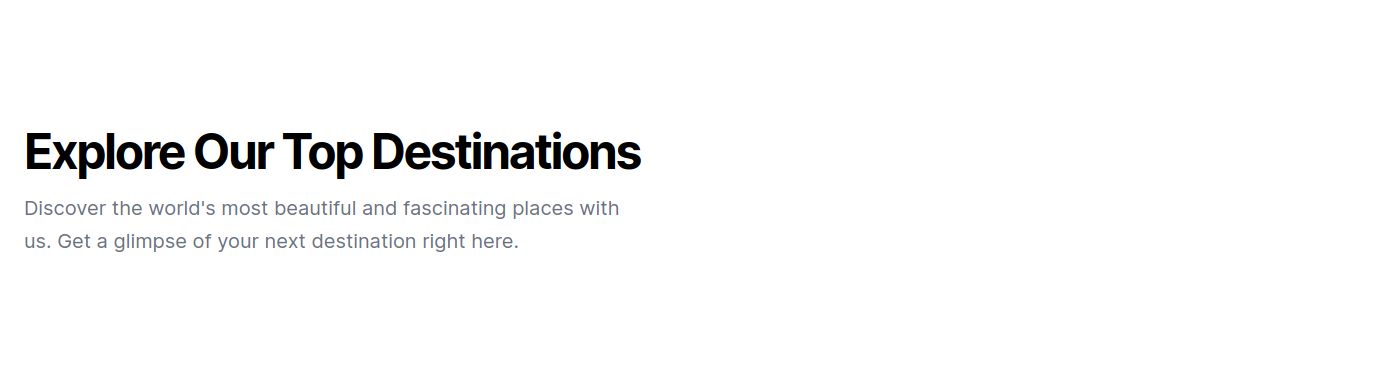 Explore Our Top Destinations
Discover the world's most beautiful and fascinating places with
us. Get a glimpse of your next destination right here.